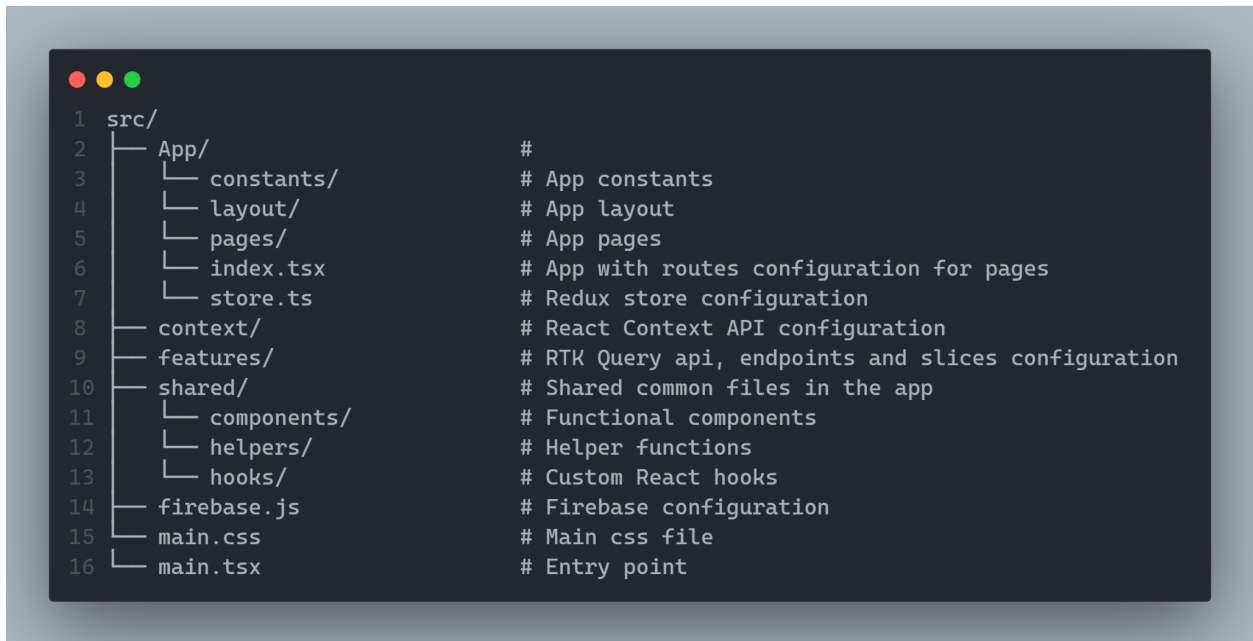 1 src/
2 ├── App/ #
3 │ └── constants/ # App constants
4 │ └── layout/ # App layout
5 │ └── pages/ # App pages
6 │ └── index.tsx # App with routes configuration for pages
7 │ └── store.ts # Redux store configuration
8 ├── context/ # React Context API configuration
9 ├── features/ # RTK Query api, endpoints and slices configuration
10 ├── shared/ # Shared common files in the app
11 │ └── components/ # Functional components
12 │ └── helpers/ # Helper functions
13 │ └── hooks/ # Custom React hooks
14 ├── firebase.js # Firebase configuration
15 └── main.css # Main css file
16 └── main.tsx # Entry point